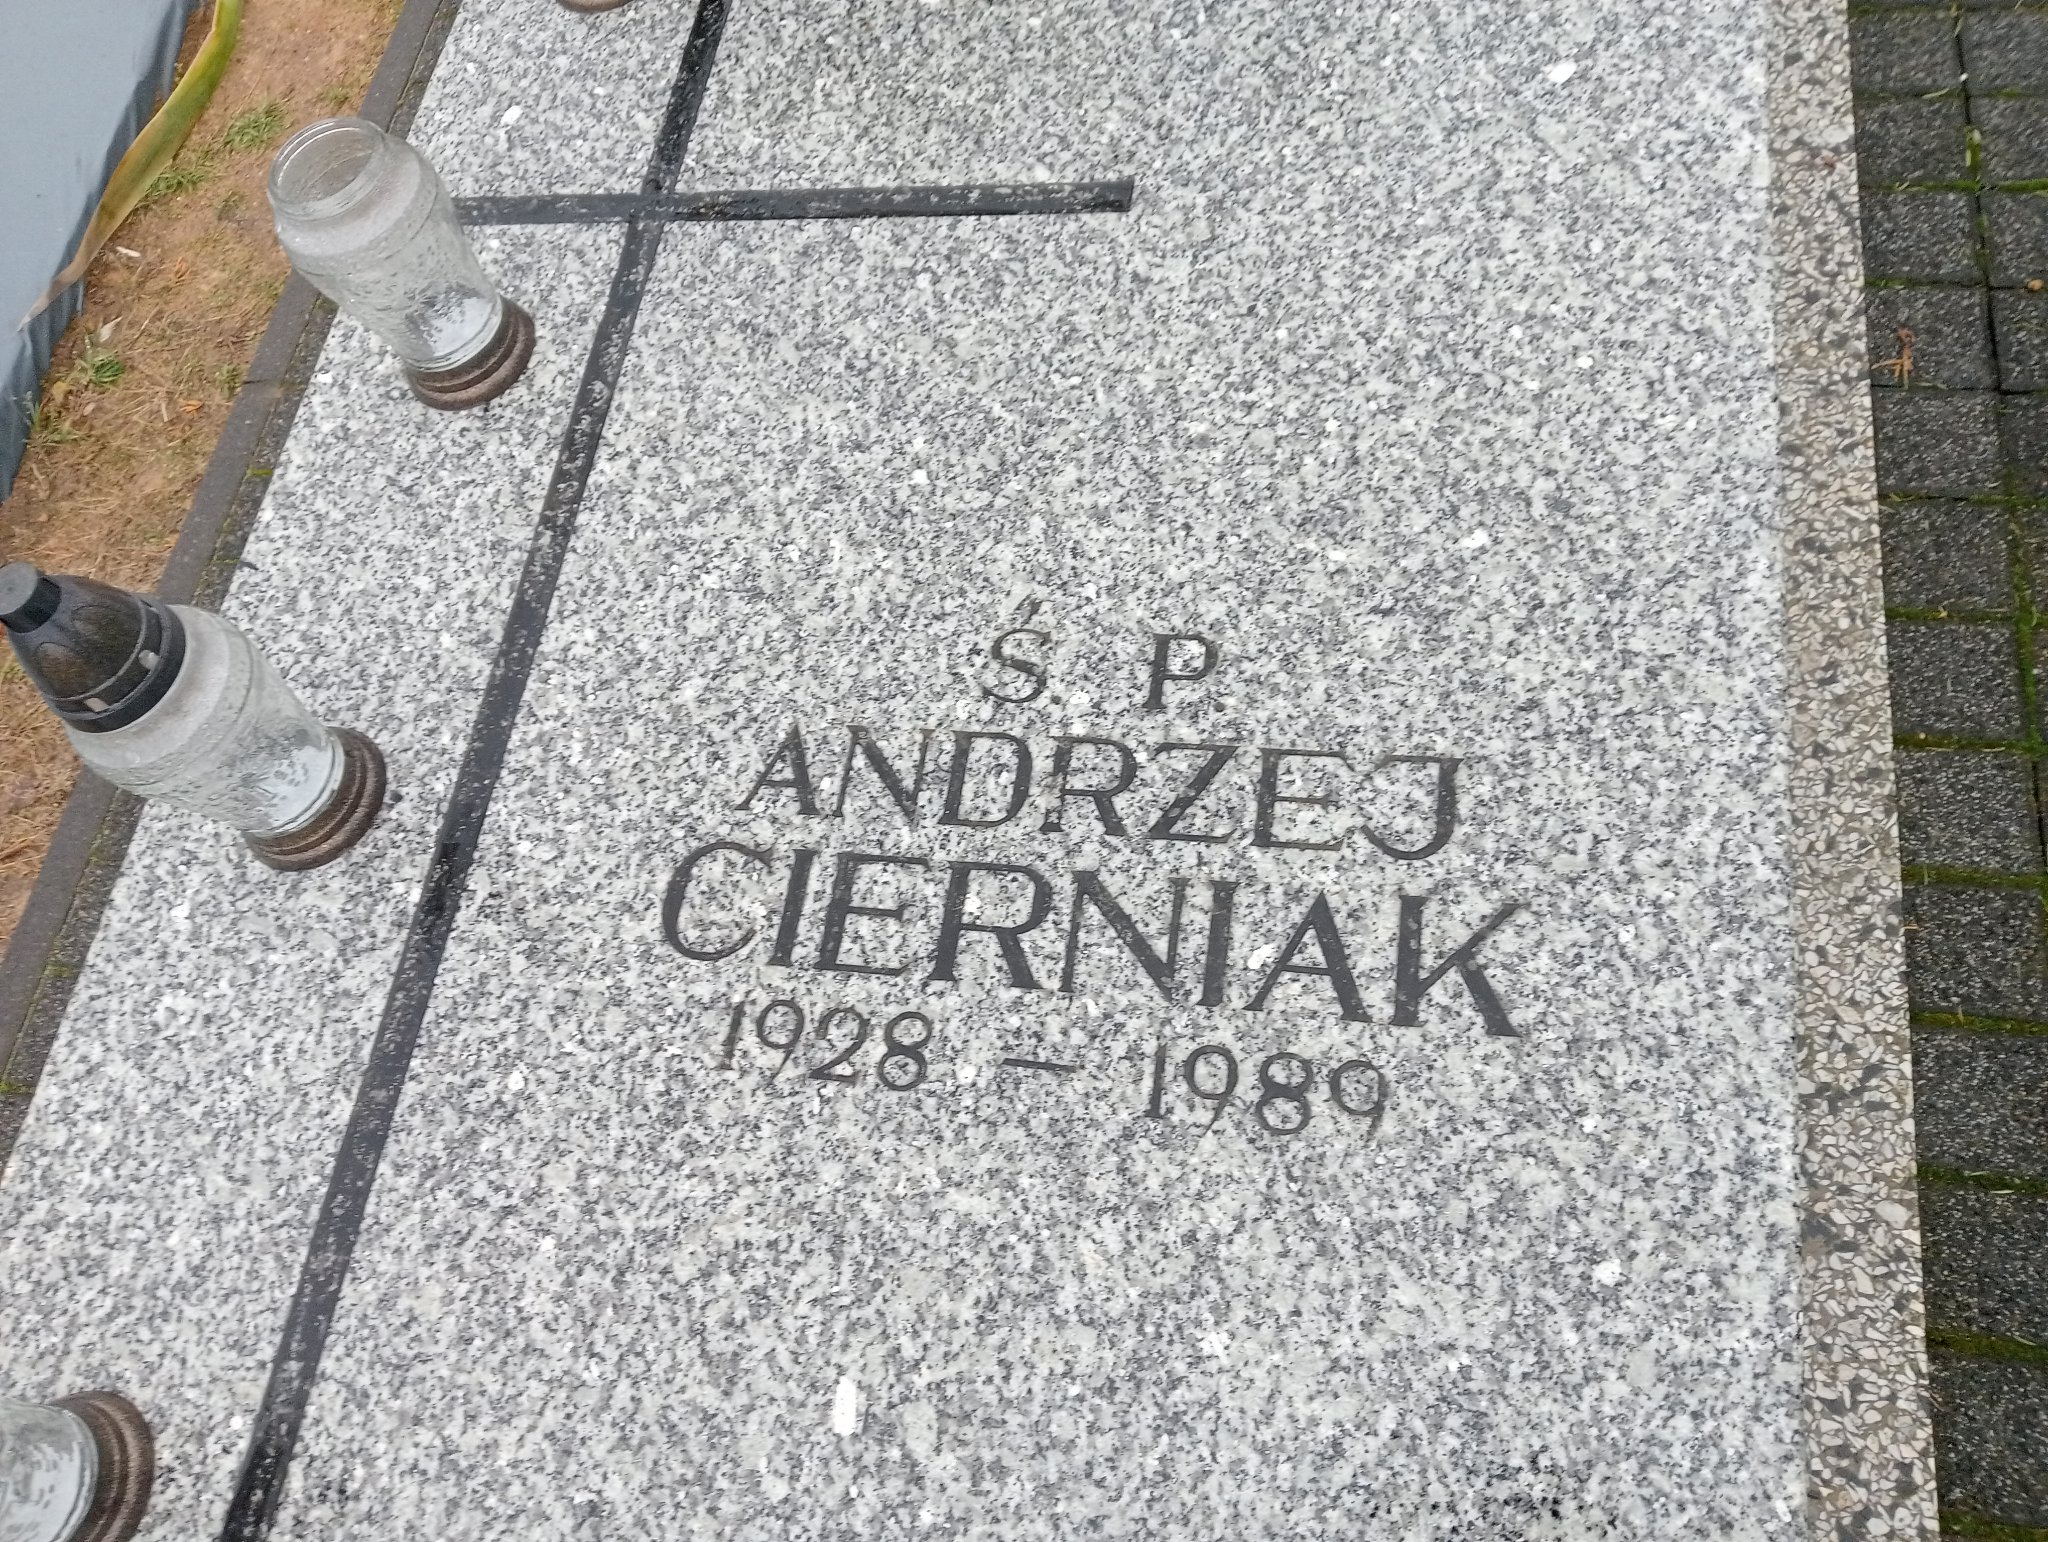 Ś. P.
ANDRZEJ
CIERNIAK
1928 - 1989